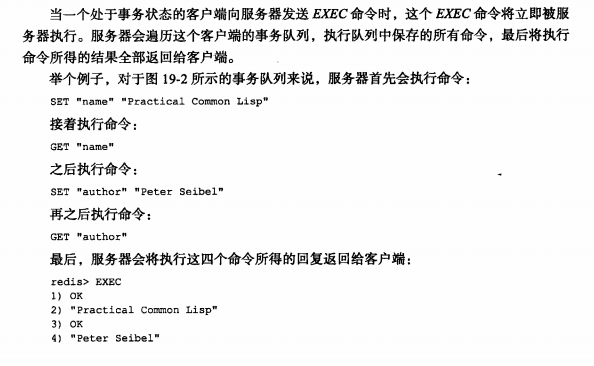 当一个处于事务状态的客户端向服务器发送 EXEC 命令时，这个 EXEC 命令将立即被服
务器执行。服务器会遍历这个客户端的事务队列，执行队列中保存的所有命令，最后将执行
命令所得的结果全部返回给客户端。
举个例子，对于图 19-2 所示的事务队列来说，服务器首先会执行命令：
SET "name" "Practical Common Lisp"
接着执行命令：
GET "name"
之后执行命令：
SET "author" "Peter Seibel"
再之后执行命令：
GET "author"
最后，服务器会将执行这四个命令所得的回复返回给客户端：
redis> EXEC
1) OK
2) "Practical Common Lisp"
3) OK
4) "Peter Seibel"